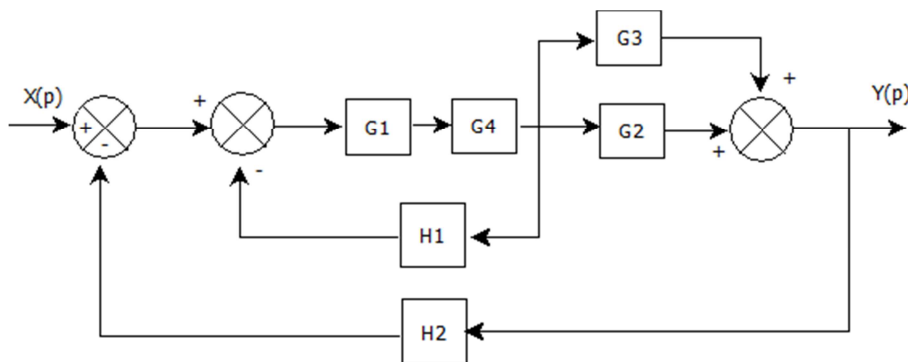 G3
X(p)
+
+
Y(p)
+
-
G1
G4
G2
+
-
H1
H2